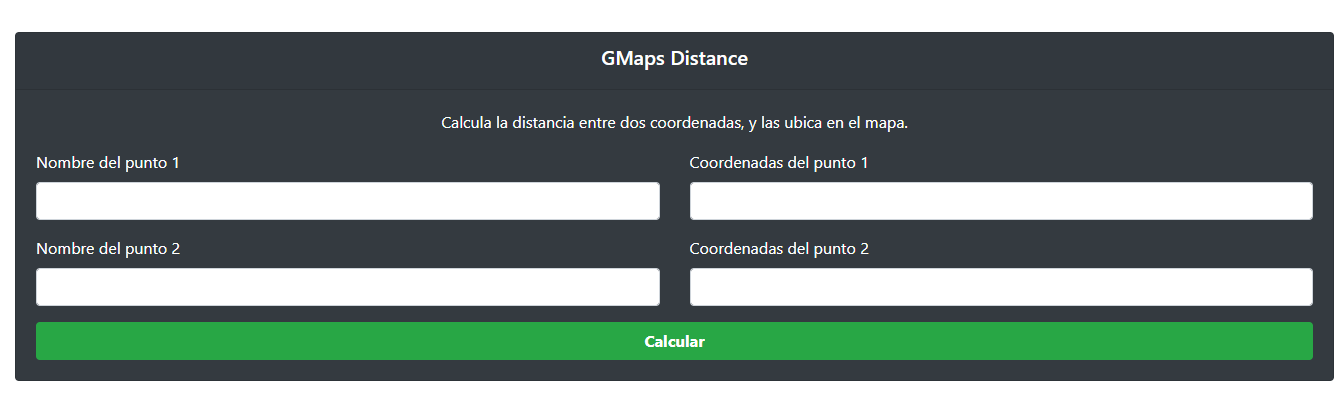 GMaps Distance
Calcula la distancia entre dos coordenadas, y las ubica en el mapa.
Nombre del punto 1
Coordenadas del punto 1
Nombre del punto 2
Coordenadas del punto 2
Calcular